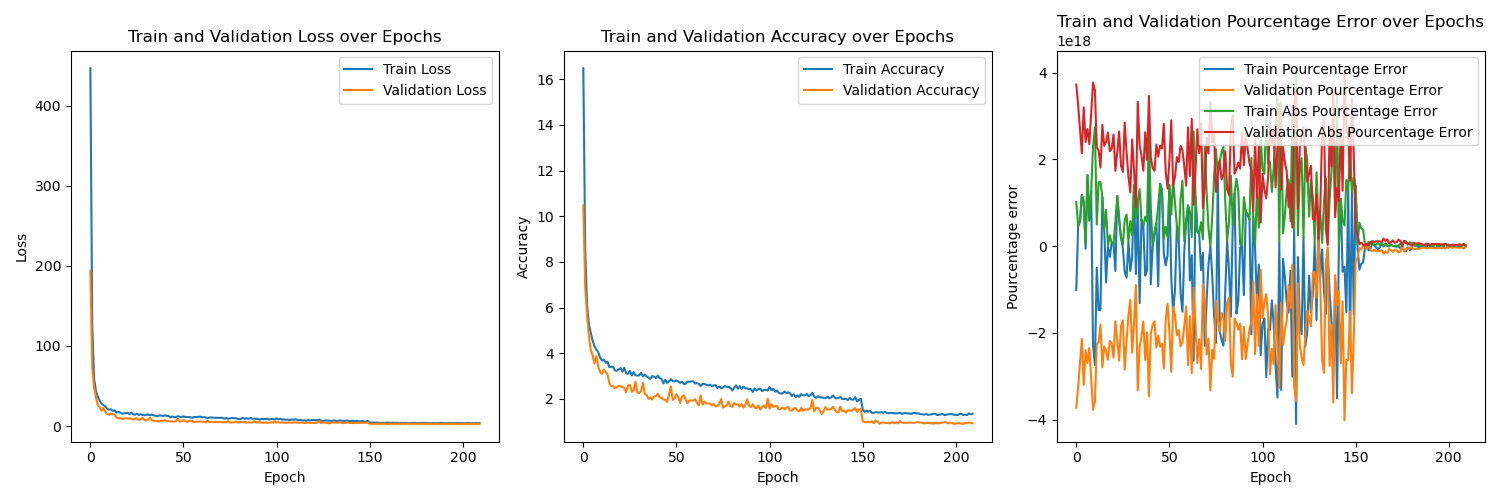 Train and Validation Loss over Epochs
Train Loss
Validation Loss
Loss
400
300
200
100
0
0 50 100 150 200
Epoch
Train and Validation Accuracy over Epochs
Train Accuracy
Validation Accuracy
Accuracy
16
14
12
10
8
6
4
2
0 50 100 150 200
Epoch
Train and Validation Pourcentage Error over Epochs
1e18
Train Pourcentage Error
Validation Pourcentage Error
Train Abs Pourcentage Error
Validation Abs Pourcentage Error
Pourcentage error
4
2
0
−2
−4
0 50 100 150 200
Epoch